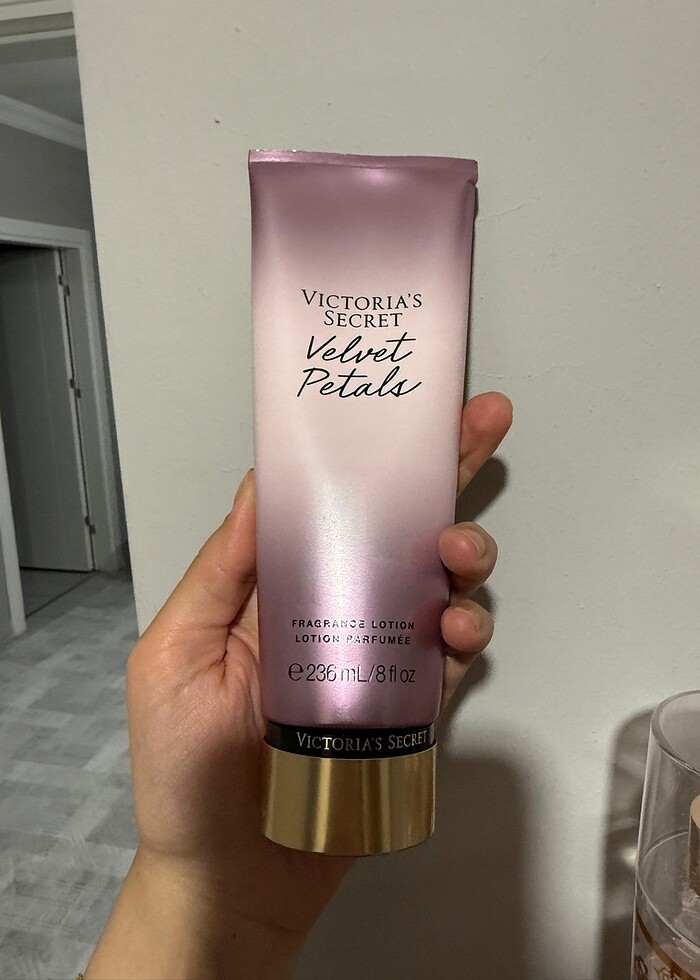 VICTORIA'S
SECRET
Velvet
Petals
FRAGRANCE LOTION
LOTION PARFUMÉE
℮ 236 mL/8 fl oz
VICTORIA'S SECRET